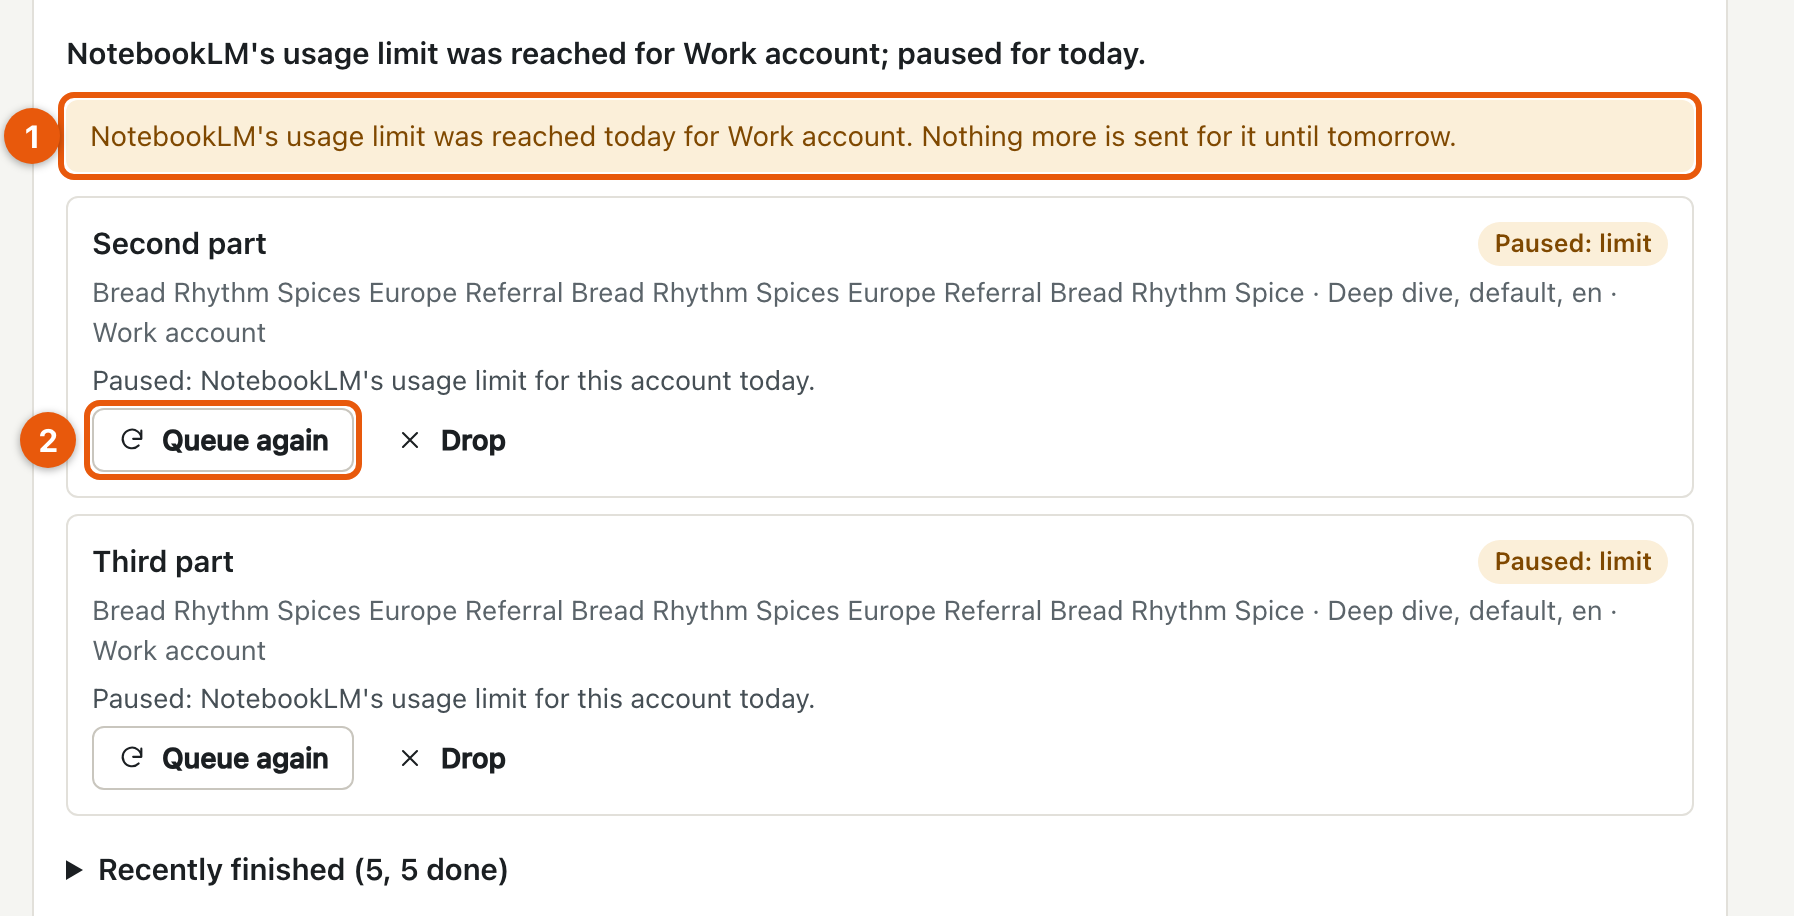 NotebookLM's usage limit was reached for Work account; paused for today.
1
NotebookLM's usage limit was reached today for Work account. Nothing more is sent for it until tomorrow.
Second part
Paused: limit
Bread Rhythm Spices Europe Referral Bread Rhythm Spices Europe Referral Bread Rhythm Spice · Deep dive, default, en ·
Work account
Paused: NotebookLM's usage limit for this account today.
2
Queue again
Drop
Third part
Paused: limit
Bread Rhythm Spices Europe Referral Bread Rhythm Spices Europe Referral Bread Rhythm Spice · Deep dive, default, en ·
Work account
Paused: NotebookLM's usage limit for this account today.
Queue again
Drop
Recently finished (5, 5 done)